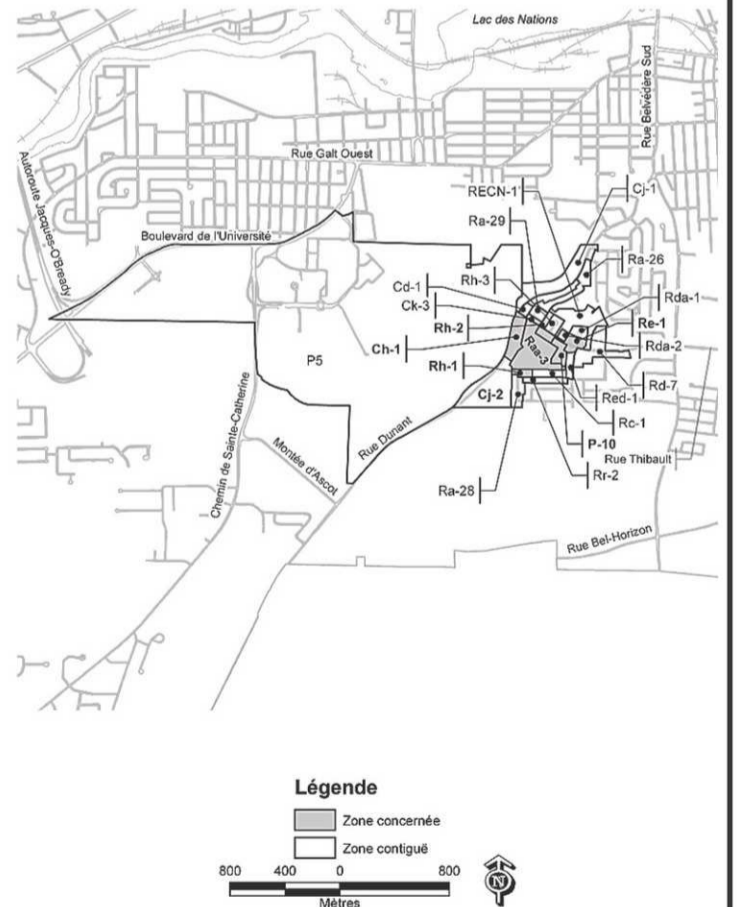 Lac des Nations
Rue Belvédère Sud
Rue Galt Ouest
Autoroute Jacques-O'Bready
RECN-1
Cj-1
Ra-29
Boulevard de l'Université
Ra-26
Rh-3
Cd-1
Rda-1
Ck-3
Re-1
Rh-2
Rda-2
Ch-1
Raa-3
P5
Rh-1
Rd-7
Cj-2
Red-1
Rc-1
P-10
Rue Dunant
Chemin de Sainte-Catherine
Montée d'Ascot
Rue Thibault
Rr-2
Ra-28
Rue Bel-Horizon
Légende
Zone concernée
Zone contiguë
800 400 0 800
Mètres
N